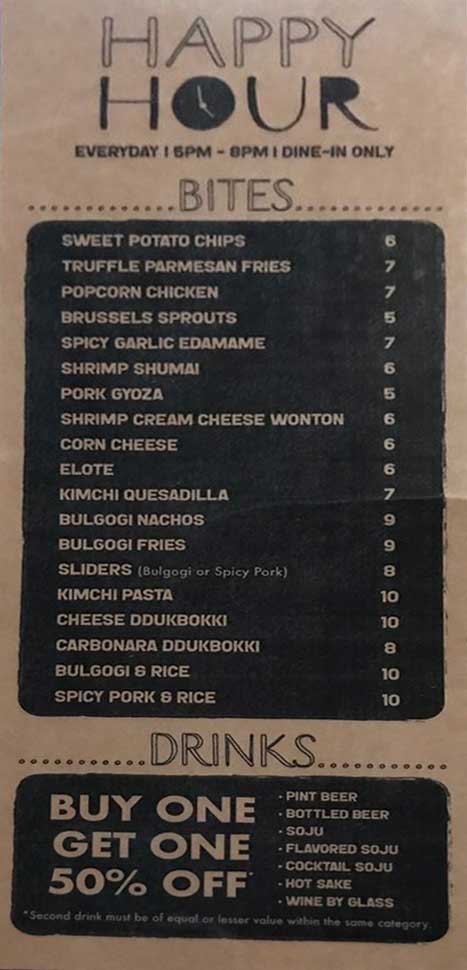 HAPPY
HOUR
EVERYDAY | 5PM - 8PM | DINE-IN ONLY
BITES
SWEET POTATO CHIPS 6
TRUFFLE PARMESAN FRIES 7
POPCORN CHICKEN 7
BRUSSELS SPROUTS 5
SPICY GARLIC EDAMAME 7
SHRIMP SHUMAI 6
PORK GYOZA 5
SHRIMP CREAM CHEESE WONTON 6
CORN CHEESE 6
ELOTE 6
KIMCHI QUESADILLA 7
BULGOGI NACHOS 9
BULGOGI FRIES 9
SLIDERS (Bulgogi or Spicy Pork) 8
KIMCHI PASTA 10
CHEESE DDUKBOKKI 10
CARBONARA DDUKBOKKI 8
BULGOGI & RICE 10
SPICY PORK & RICE 10
DRINKS
BUY ONE
GET ONE
50% OFF*
• PINT BEER
• BOTTLED BEER
• SOJU
• FLAVORED SOJU
• COCKTAIL SOJU
• HOT SAKE
• WINE BY GLASS
*Second drink must be of equal or lesser value within the same category.